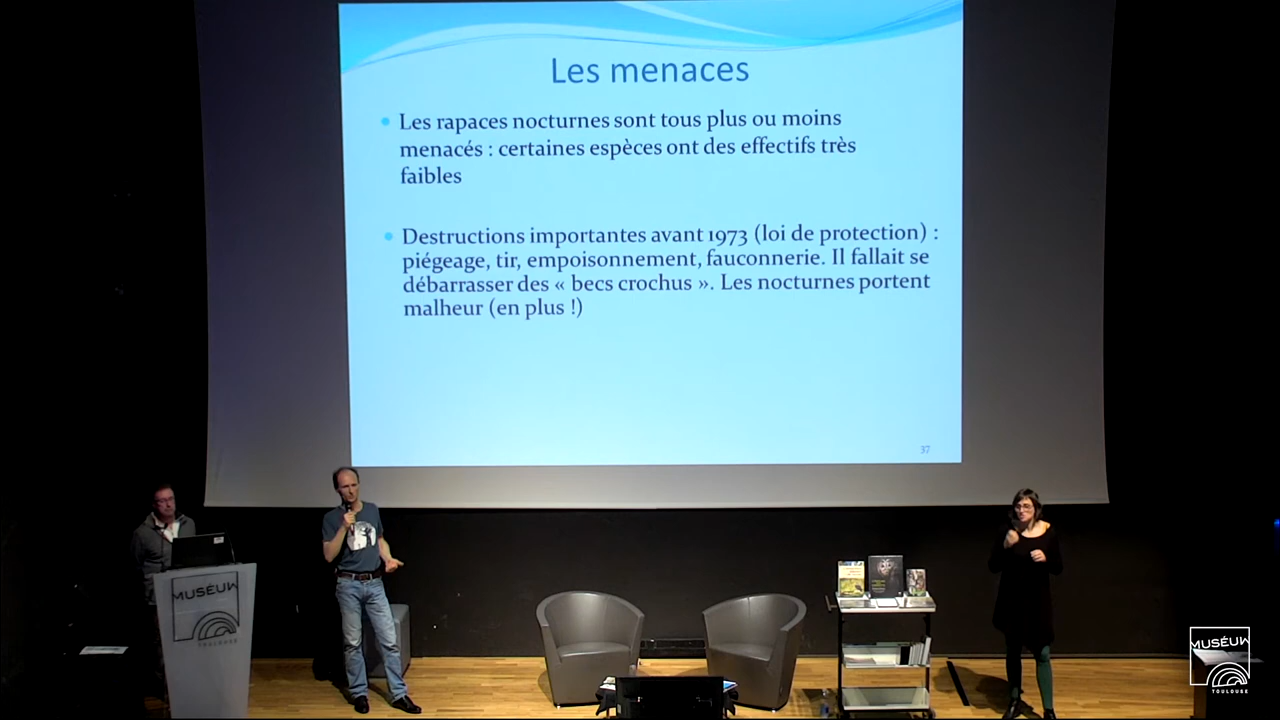 Les menaces
• Les rapaces nocturnes sont tous plus ou moins
menacés : certaines espèces ont des effectifs très
faibles
• Destructions importantes avant 1973 (loi de protection) :
piégeage, tir, empoisonnement, fauconnerie. Il fallait se
débarrasser des « becs crochus ». Les nocturnes portent
malheur (en plus !)
37
MUSÉUM
TOULOUSE
MUSÉUM
TOULOUSE